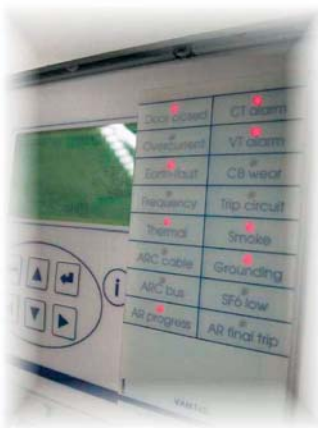 Door closed CT alarm
Overcurrent VT alarm
Earth-fault CB wear
Frequency Trip circuit
Thermal Smoke
ARC cable Grounding
ARC bus SF6 low
AR progress AR final trip
i